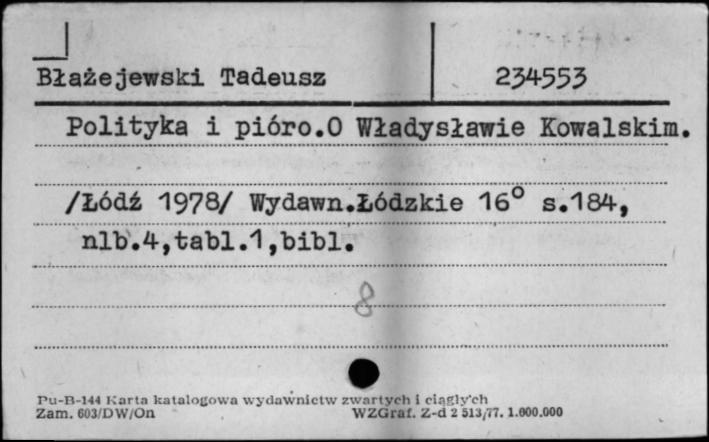 Błażejewski Tadeusz 234553
Polityka i pióro.O Władysławie Kowalskim.
/Łódź 1978/ Wydawn.Łódzkie 16° s.184,
nlb.4,tabl.1,bibl.
8
Pu-B-144 Karta katalogowa wydawnictw zwartych i ciągłych
Zam. 603/DW/On WZGraf. Z-d 2 513/77. 1.000.000